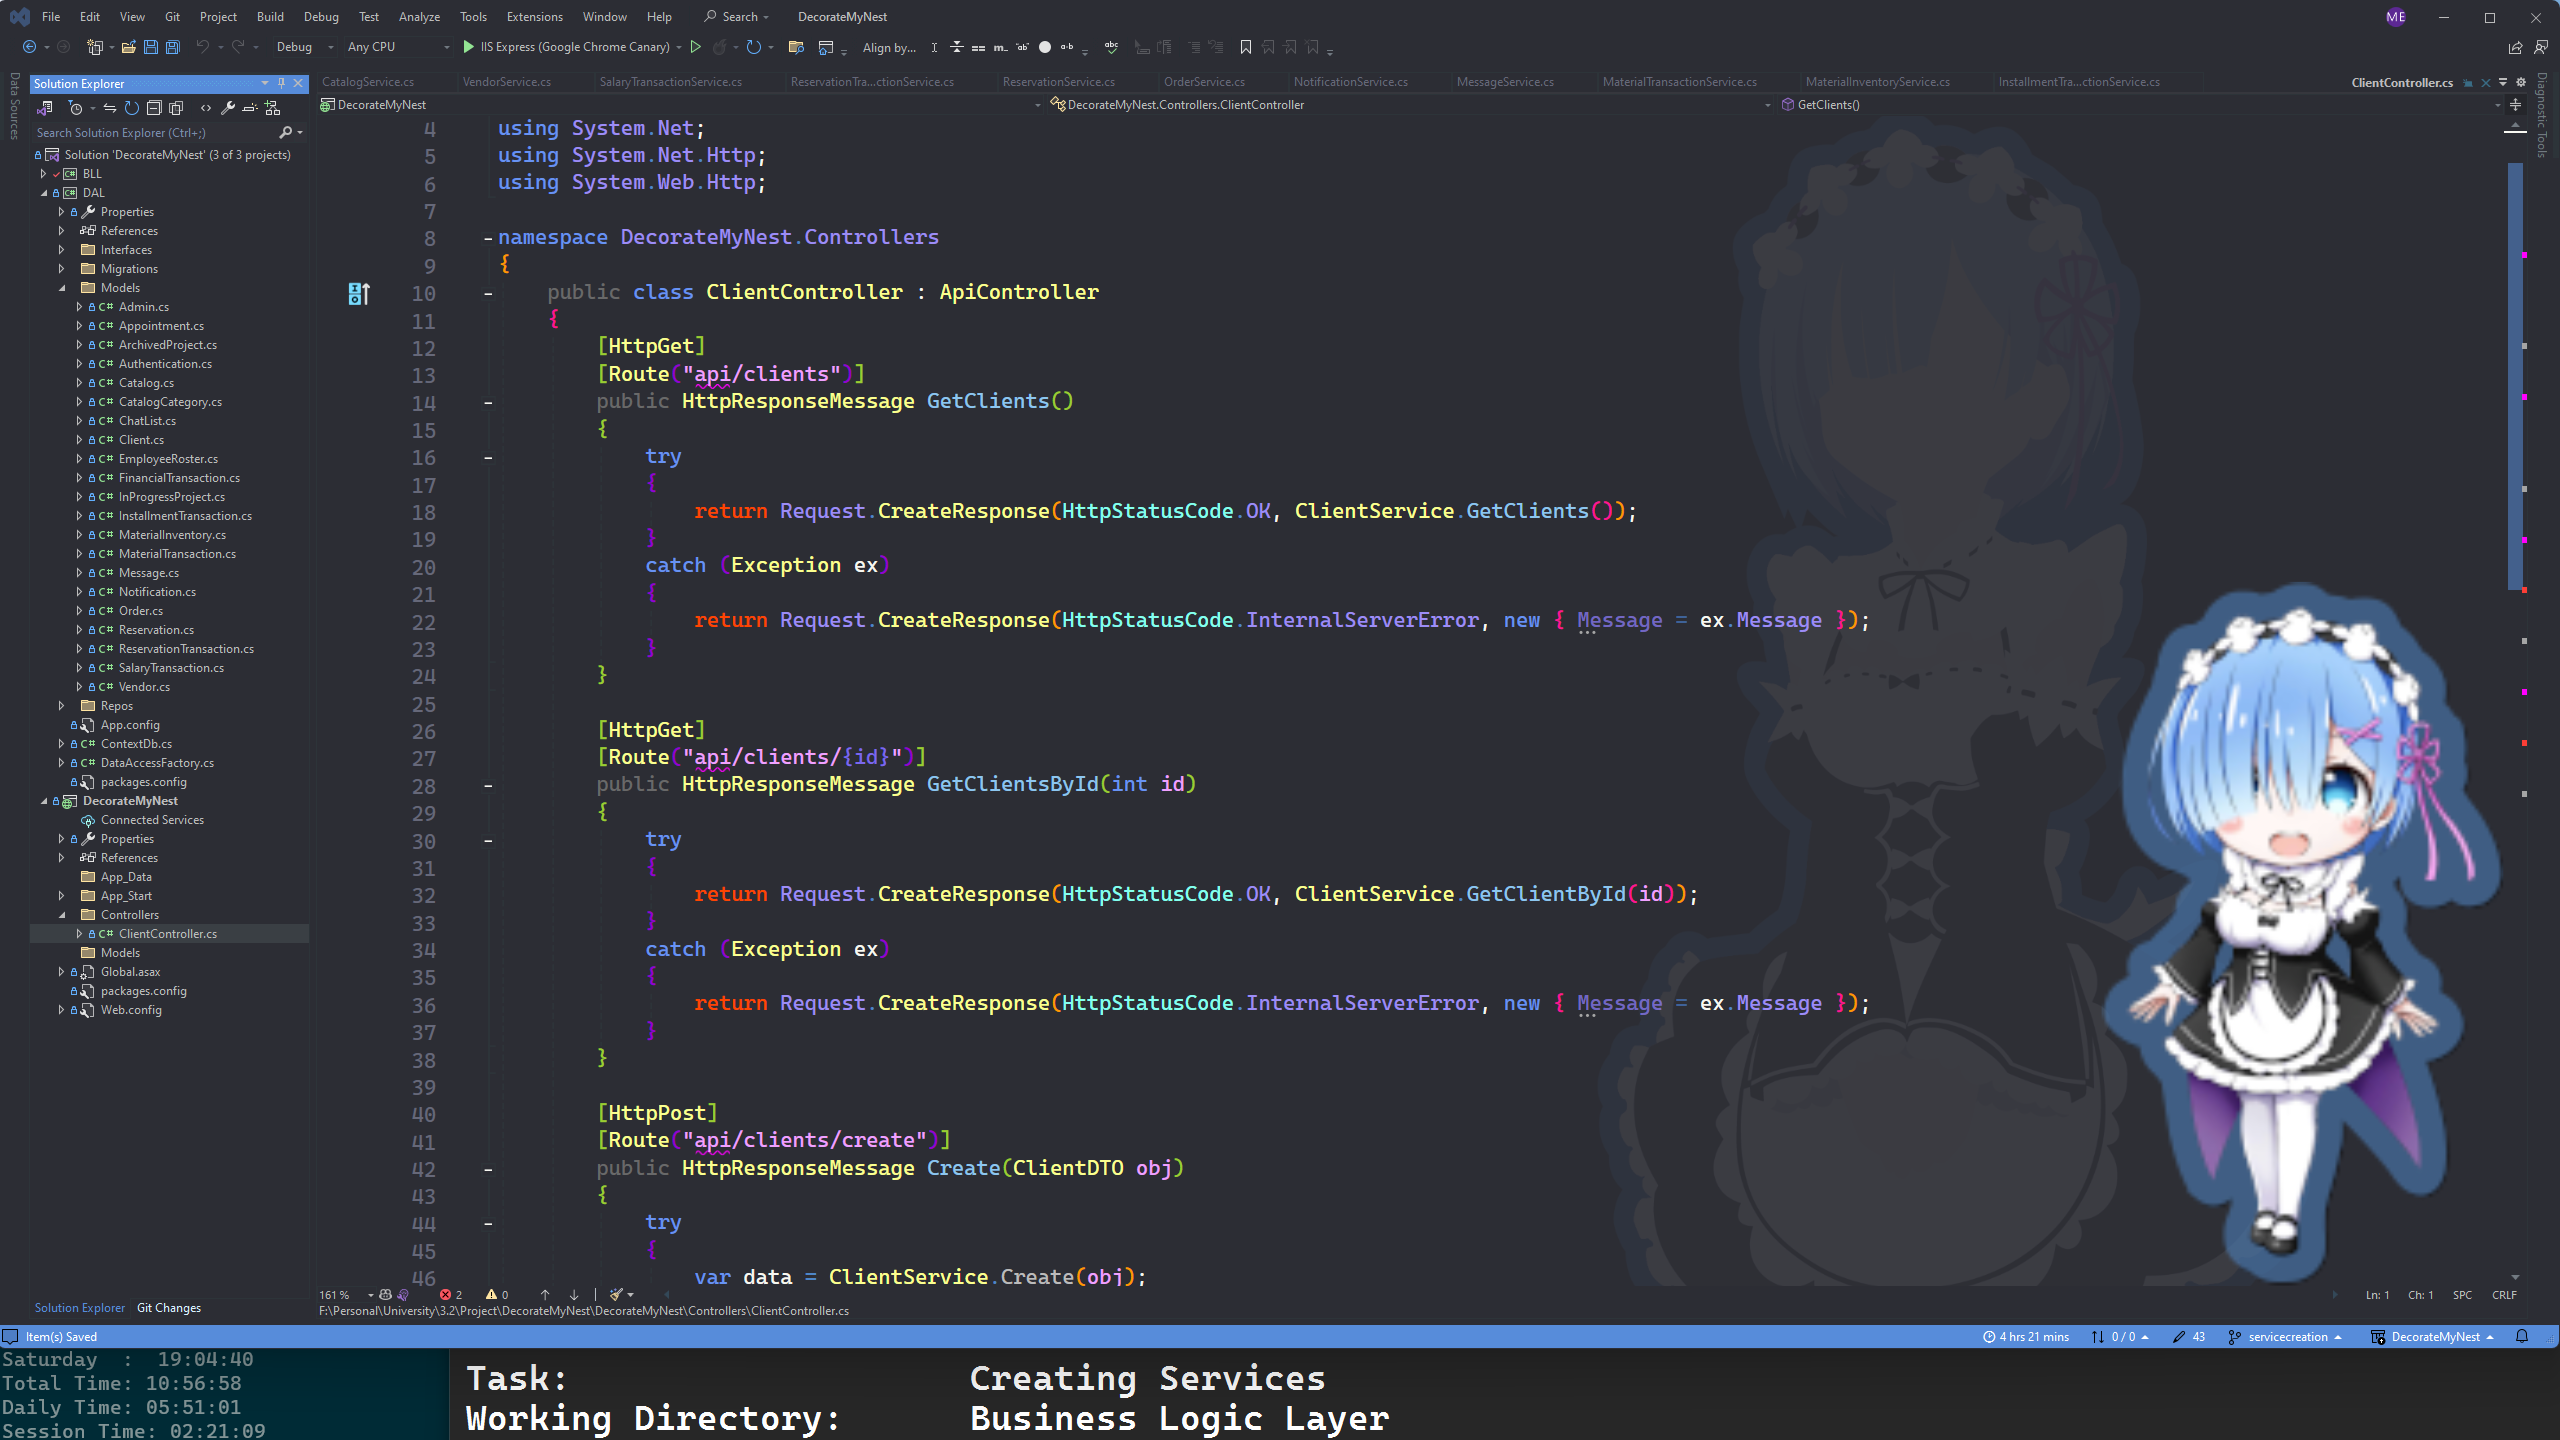 File Edit View Git Project Build Debug Test Analyze Tools Extensions Window Help Search DecorateMyNest ME
Debug Any CPU IIS Express (Google Chrome Canary) Align by...
Data Sources
Solution Explorer
Search Solution Explorer (Ctrl+;)
Solution 'DecorateMyNest' (3 of 3 projects)
BLL
DAL
Properties
References
Interfaces
Migrations
Models
Admin.cs
Appointment.cs
ArchivedProject.cs
Authentication.cs
Catalog.cs
CatalogCategory.cs
ChatList.cs
Client.cs
EmployeeRoster.cs
FinancialTransaction.cs
InProgressProject.cs
InstallmentTransaction.cs
MaterialInventory.cs
MaterialTransaction.cs
Message.cs
Notification.cs
Order.cs
Reservation.cs
ReservationTransaction.cs
SalaryTransaction.cs
Vendor.cs
Repos
App.config
ContextDb.cs
DataAccessFactory.cs
packages.config
DecorateMyNest
Connected Services
Properties
References
App_Data
App_Start
Controllers
ClientController.cs
Models
Global.asax
packages.config
Web.config
Solution Explorer Git Changes
CatalogService.cs VendorService.cs SalaryTransactionService.cs ReservationTra...ctionService.cs ReservationService.cs OrderService.cs NotificationService.cs MessageService.cs MaterialTransactionService.cs MaterialInventoryService.cs InstallmentTra...ctionService.cs ClientController.cs
DecorateMyNest DecorateMyNest.Controllers.ClientController GetClients()
Diagnostic Tools
4 using System.Net;
5 using System.Net.Http;
6 using System.Web.Http;
7
8 namespace DecorateMyNest.Controllers
9 {
10 public class ClientController : ApiController
11 {
12 [HttpGet]
13 [Route("api/clients")]
14 public HttpResponseMessage GetClients()
15 {
16 try
17 {
18 return Request.CreateResponse(HttpStatusCode.OK, ClientService.GetClients());
19 }
20 catch (Exception ex)
21 {
22 return Request.CreateResponse(HttpStatusCode.InternalServerError, new { Message = ex.Message });
23 }
24 }
25
26 [HttpGet]
27 [Route("api/clients/{id}")]
28 public HttpResponseMessage GetClientsById(int id)
29 {
30 try
31 {
32 return Request.CreateResponse(HttpStatusCode.OK, ClientService.GetClientById(id));
33 }
34 catch (Exception ex)
35 {
36 return Request.CreateResponse(HttpStatusCode.InternalServerError, new { Message = ex.Message });
37 }
38 }
39
40 [HttpPost]
41 [Route("api/clients/create")]
42 public HttpResponseMessage Create(ClientDTO obj)
43 {
44 try
45 {
46 var data = ClientService.Create(obj);
161 % 2 0 Ln: 1 Ch: 1 SPC CRLF
F:\Personal\University\3.2\Project\DecorateMyNest\DecorateMyNest\Controllers\ClientController.cs
Item(s) Saved 4 hrs 21 mins 0 / 0 43 servicecreation DecorateMyNest
Saturday : 19:04:40
Total Time: 10:56:58
Daily Time: 05:51:01
Session Time: 02:21:09
Task: Creating Services
Working Directory: Business Logic Layer